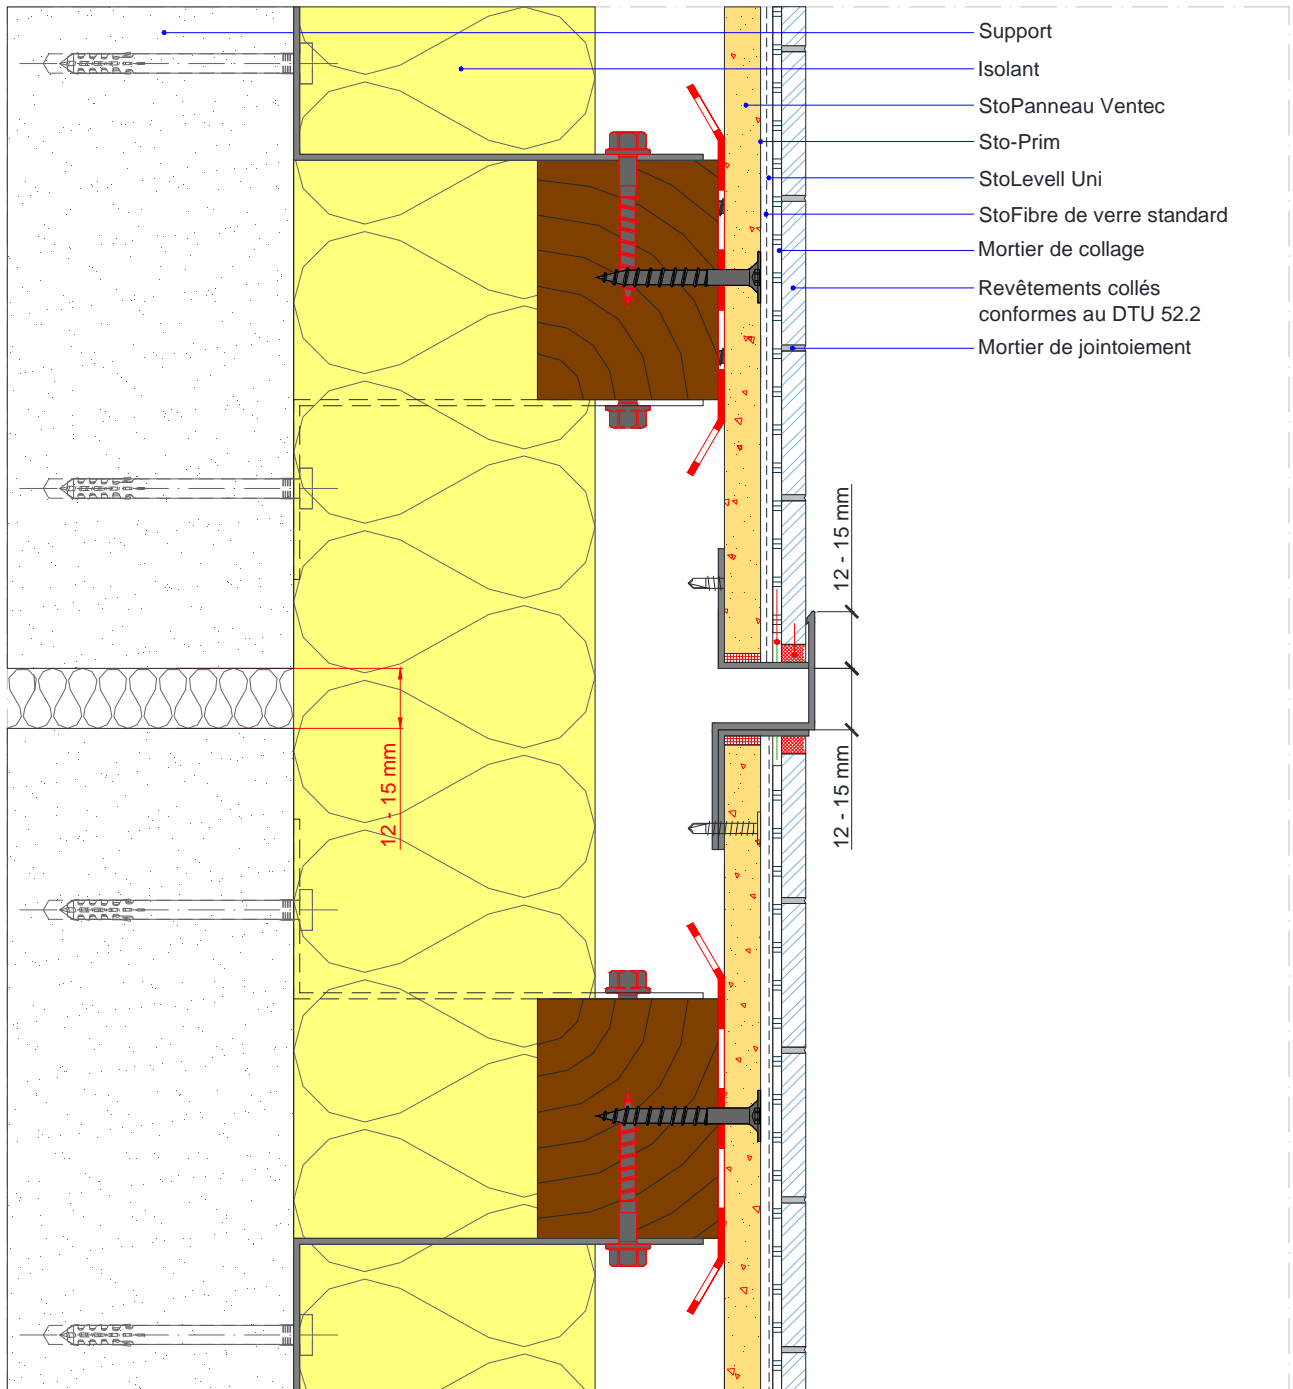 Support
Isolant
StoPanneau Ventec
Sto-Prim
StoLevell Uni
StoFibre de verre standard
Mortier de collage
Revêtements collés
conformes au DTU 52.2
Mortier de jointoiement
12 - 15 mm
12 - 15 mm
12 - 15 mm